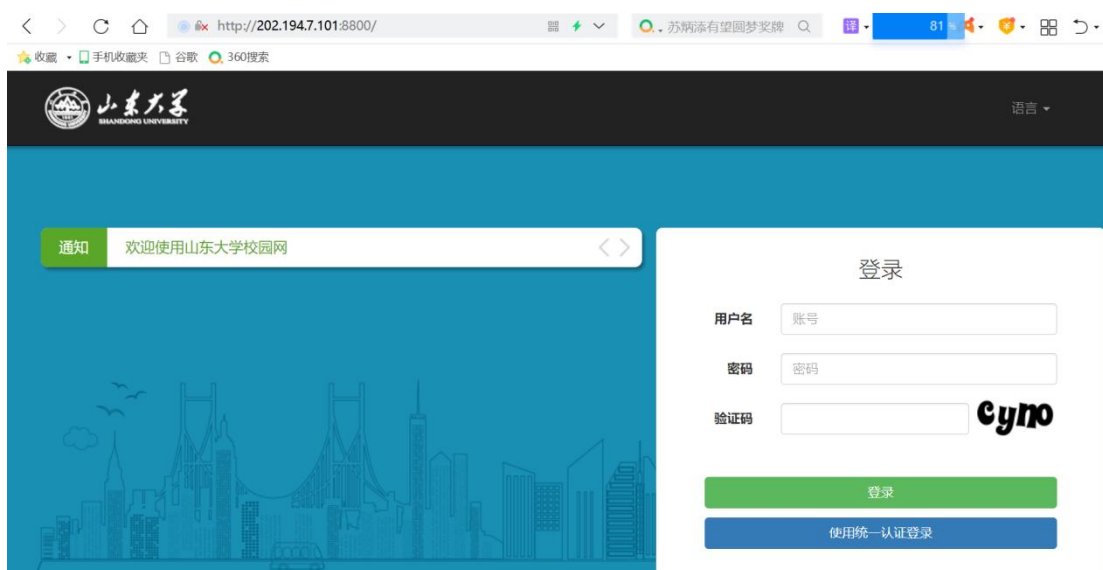 http://202.194.7.101:8800/
苏炳添有望圆梦奖牌
译
81
收藏 手机收藏夹 谷歌 360搜索
山东大学
SHANDONG UNIVERSITY
语言
通知 欢迎使用山东大学校园网
登录
用户名 账号
密码 密码
验证码 cyno
登录
使用统一认证登录